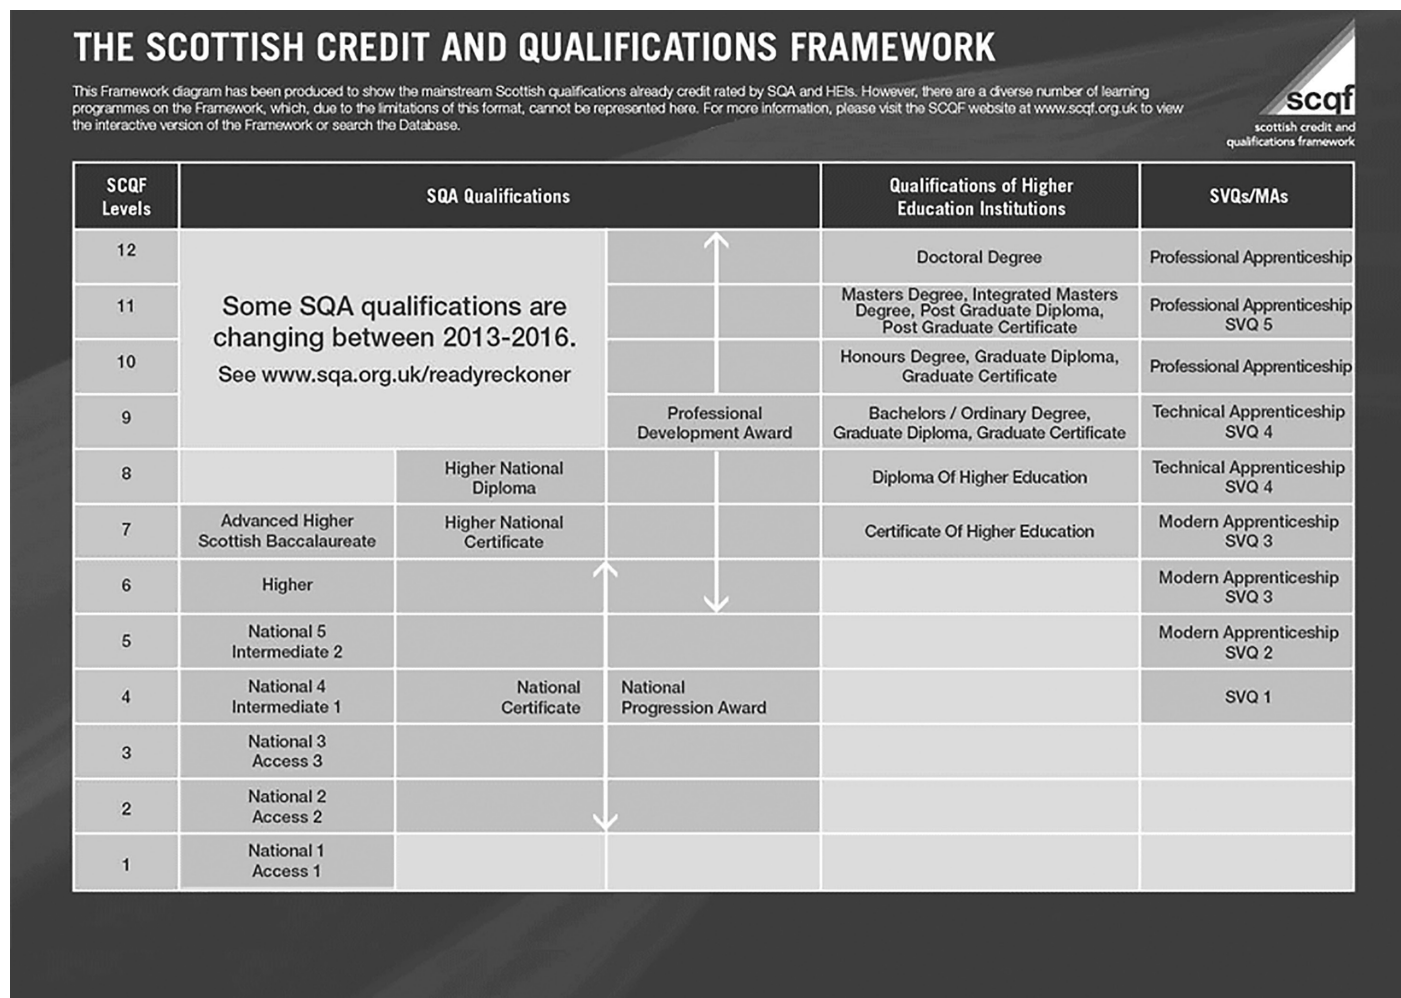 THE SCOTTISH CREDIT AND QUALIFICATIONS FRAMEWORK
This Framework diagram has been produced to show the mainstream Scottish qualifications already credit rated by SQA and HEIs. However, there are a diverse number of learning
programmes on the Framework, which, due to the limitations of this format, cannot be represented here. For more information, please visit the SCQF website at www.scqf.org.uk to view
the interactive version of the Framework or search the Database.
scqf
scottish credit and
qualifications framework
SCQF
Levels
SQA Qualifications
Qualifications of Higher
Education Institutions
SVQs/MAs
12
Doctoral Degree
Professional Apprenticeship
Some SQA qualifications are
changing between 2013-2016.
See www.sqa.org.uk/readyreckoner
11
Masters Degree, Integrated Masters
Degree, Post Graduate Diploma,
Post Graduate Certificate
Professional Apprenticeship
SVQ 5
10
Honours Degree, Graduate Diploma,
Graduate Certificate
Professional Apprenticeship
9
Professional
Development Award
Bachelors / Ordinary Degree,
Graduate Diploma, Graduate Certificate
Technical Apprenticeship
SVQ 4
8
Higher National
Diploma
Diploma Of Higher Education
Technical Apprenticeship
SVQ 4
7
Advanced Higher
Scottish Baccalaureate
Higher National
Certificate
Certificate Of Higher Education
Modern Apprenticeship
SVQ 3
6
Higher
Modern Apprenticeship
SVQ 3
5
National 5
Intermediate 2
Modern Apprenticeship
SVQ 2
4
National 4
Intermediate 1
National
Certificate
National
Progression Award
SVQ 1
3
National 3
Access 3
2
National 2
Access 2
1
National 1
Access 1